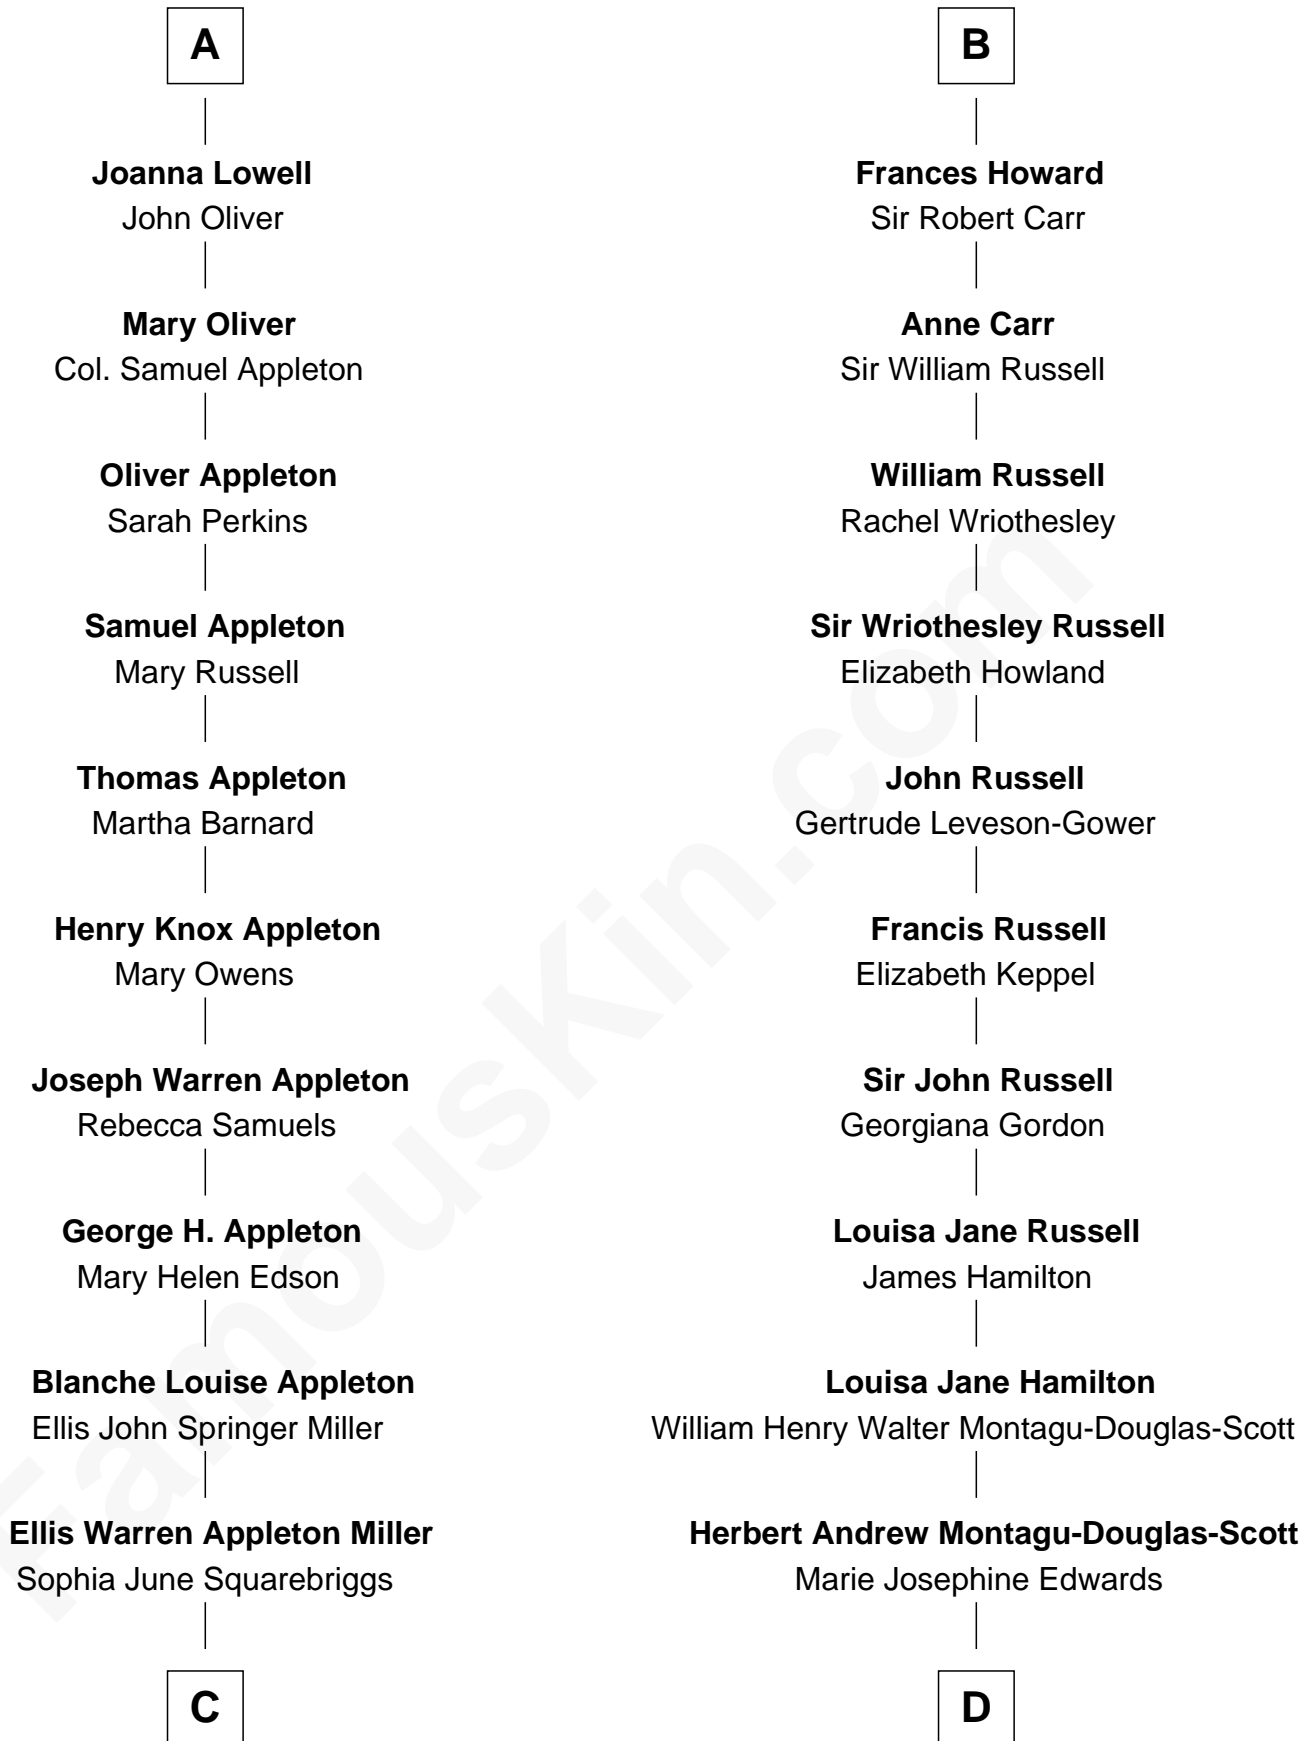 A
Joanna Lowell
John Oliver
Mary Oliver
Col. Samuel Appleton
Oliver Appleton
Sarah Perkins
Samuel Appleton
Mary Russell
Thomas Appleton
Martha Barnard
Henry Knox Appleton
Mary Owens
Joseph Warren Appleton
Rebecca Samuels
George H. Appleton
Mary Helen Edson
Blanche Louise Appleton
Ellis John Springer Miller
Ellis Warren Appleton Miller
Sophia June Squarebriggs
C
B
Frances Howard
Sir Robert Carr
Anne Carr
Sir William Russell
William Russell
Rachel Wriothesley
Sir Wriothesley Russell
Elizabeth Howland
John Russell
Gertrude Leveson-Gower
Francis Russell
Elizabeth Keppel
Sir John Russell
Georgiana Gordon
Louisa Jane Russell
James Hamilton
Louisa Jane Hamilton
William Henry Walter Montagu-Douglas-Scott
Herbert Andrew Montagu-Douglas-Scott
Marie Josephine Edwards
D
FamousKin.com